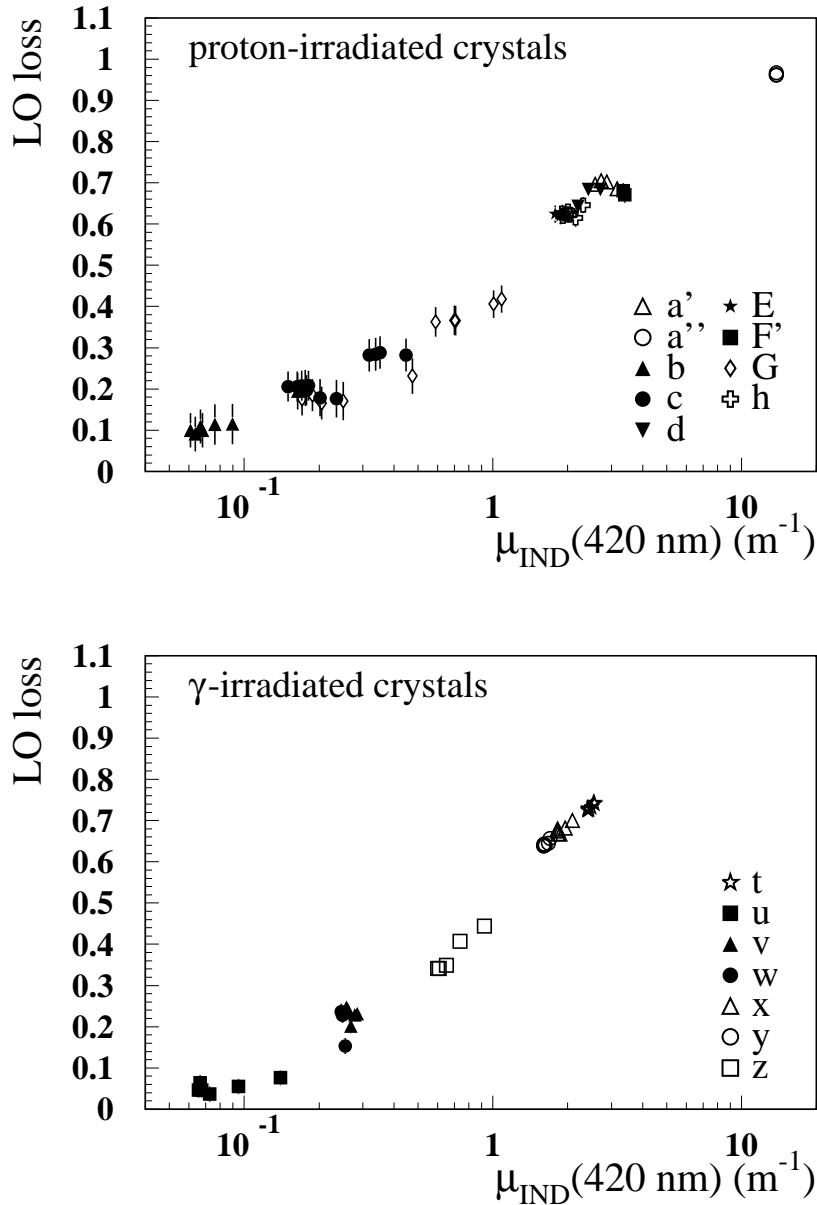 LO loss
proton-irradiated crystals
1.1
1
0.9
0.8
0.7
0.6
0.5
0.4
0.3
0.2
0.1
0
a’ E
a’’ F’
b G
c h
d
10⁻¹ 1 10
μIND(420 nm) (m⁻¹)
LO loss
γ-irradiated crystals
1.1
1
0.9
0.8
0.7
0.6
0.5
0.4
0.3
0.2
0.1
0
t
u
v
w
x
y
z
10⁻¹ 1 10
μIND(420 nm) (m⁻¹)